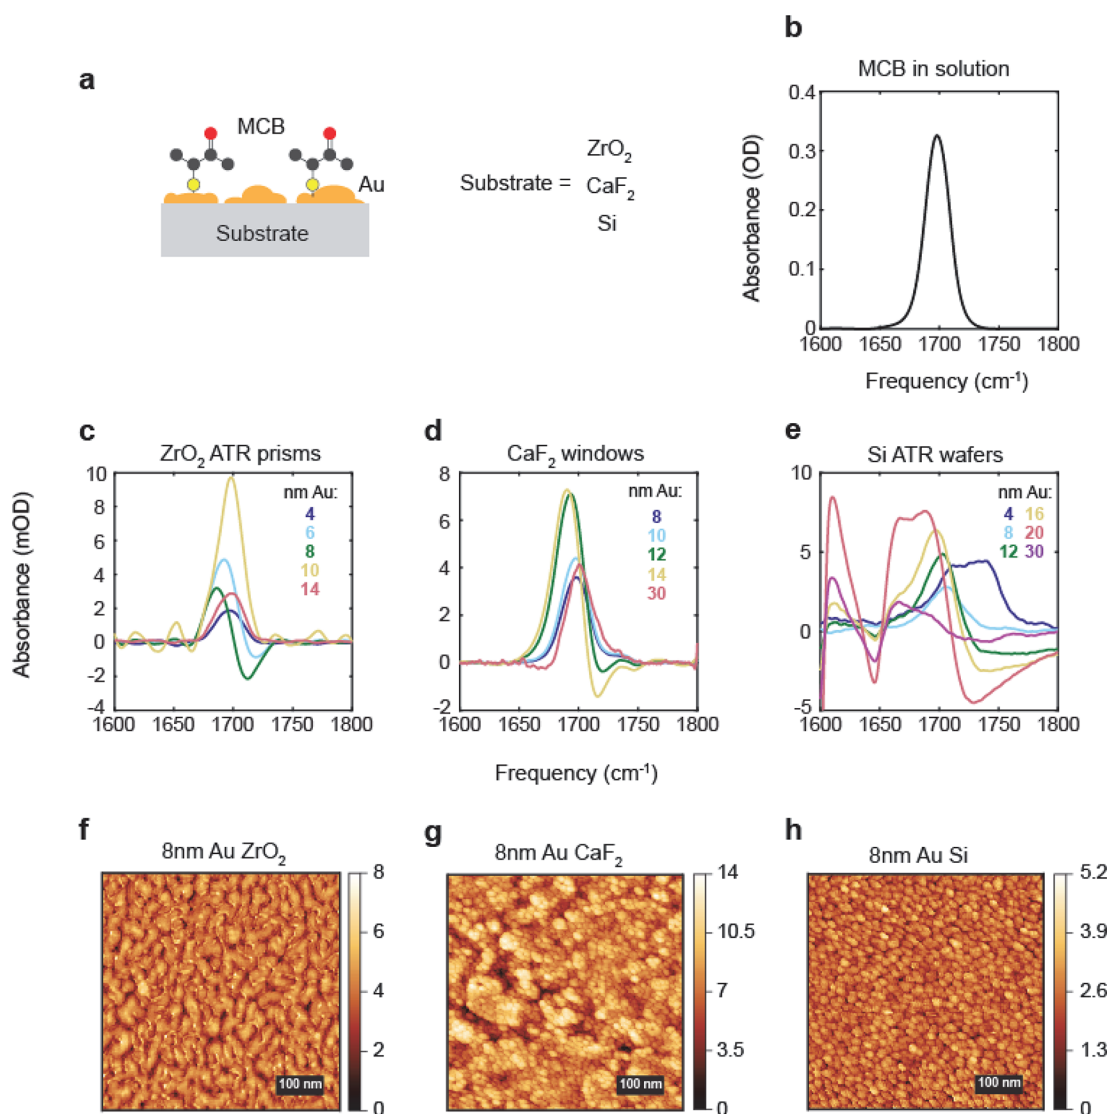 a
MCB
Au
Substrate
Substrate =
ZrO2
CaF2
Si
b
MCB in solution
Absorbance (OD)
0.4
0.3
0.2
0.1
0
1600 1650 1700 1750 1800
Frequency (cm-1)
c
ZrO2 ATR prisms
nm Au:
4
6
8
10
14
Absorbance (mOD)
10
8
6
4
2
0
-2
-4
1600 1650 1700 1750 1800
d
CaF2 windows
nm Au:
8
10
12
14
30
8
6
4
2
0
-2
1600 1650 1700 1750 1800
Frequency (cm-1)
e
Si ATR wafers
nm Au:
4 16
8 20
12 30
10
5
0
-5
1600 1650 1700 1750 1800
f
8nm Au ZrO2
100 nm
8
6
4
2
0
g
8nm Au CaF2
100 nm
14
10.5
7
3.5
0
h
8nm Au Si
100 nm
5.2
3.9
2.6
1.3
0